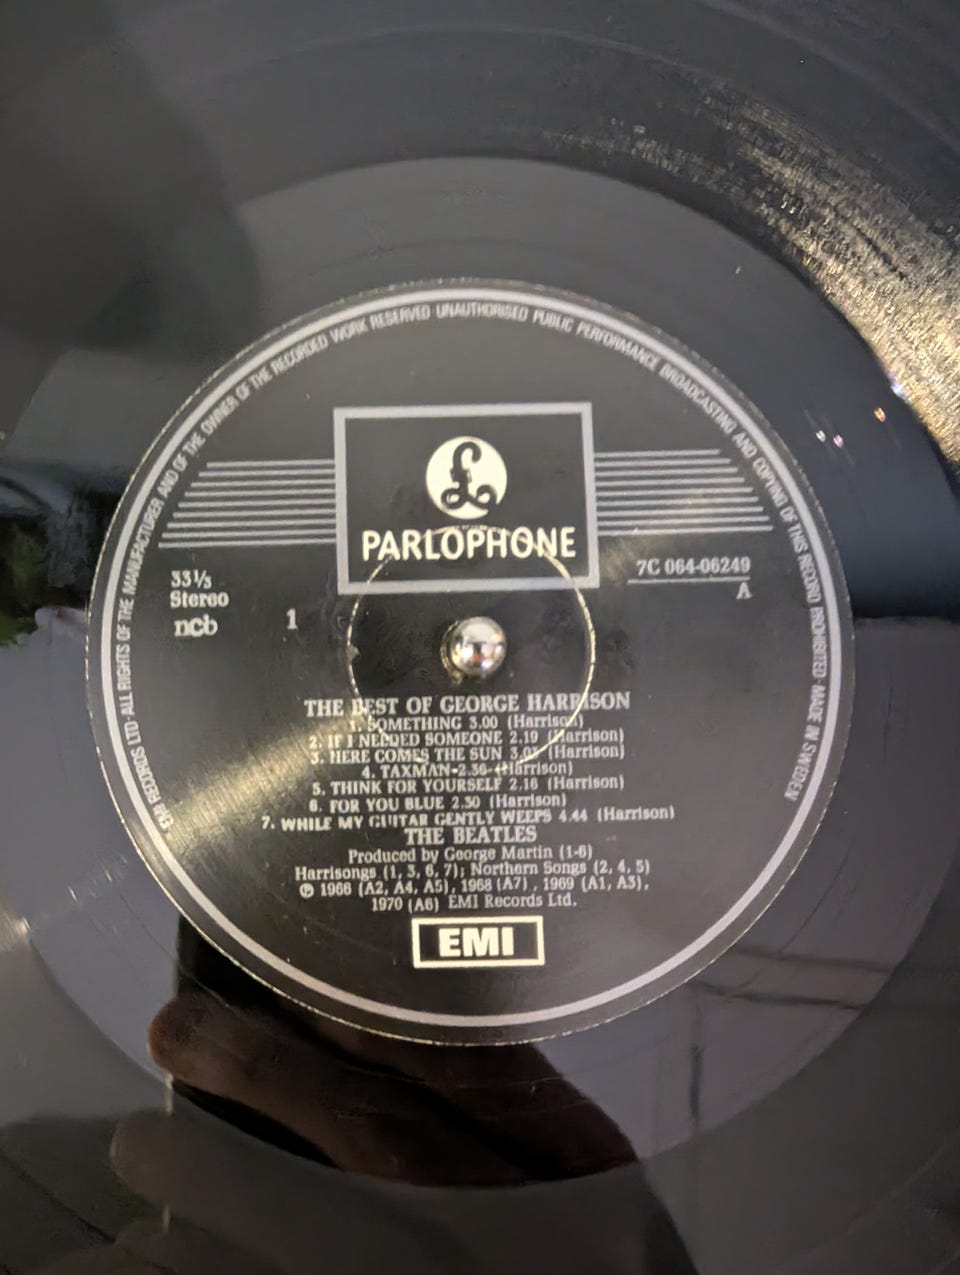 EMI RECORDS LTD · ALL RIGHTS OF THE MANUFACTURER AND OF THE OWNER OF THE RECORDED WORK RESERVED UNAUTHORISED PUBLIC PERFORMANCE BROADCASTING AND COPYING OF THIS RECORD PROHIBITED · MADE IN SWEDEN
£
PARLOPHONE
33⅓
Stereo
ncb
1
7C 064-06249
A
THE BEST OF GEORGE HARRISON
1. SOMETHING 3.00 (Harrison)
2. IF I NEEDED SOMEONE 2.19 (Harrison)
3. HERE COMES THE SUN (Harrison)
4. TAXMAN 2.36 (Harrison)
5. THINK FOR YOURSELF 2.16 (Harrison)
6. FOR YOU BLUE 2.30 (Harrison)
7. WHILE MY GUITAR GENTLY WEEPS 4.44 (Harrison)
THE BEATLES
Produced by George Martin (1-6)
Harrisongs (1, 3, 6, 7); Northern Songs (2, 4, 5)
℗ 1966 (A2, A4, A5), 1968 (A7), 1969 (A1, A3),
1970 (A6) EMI Records Ltd.
EMI